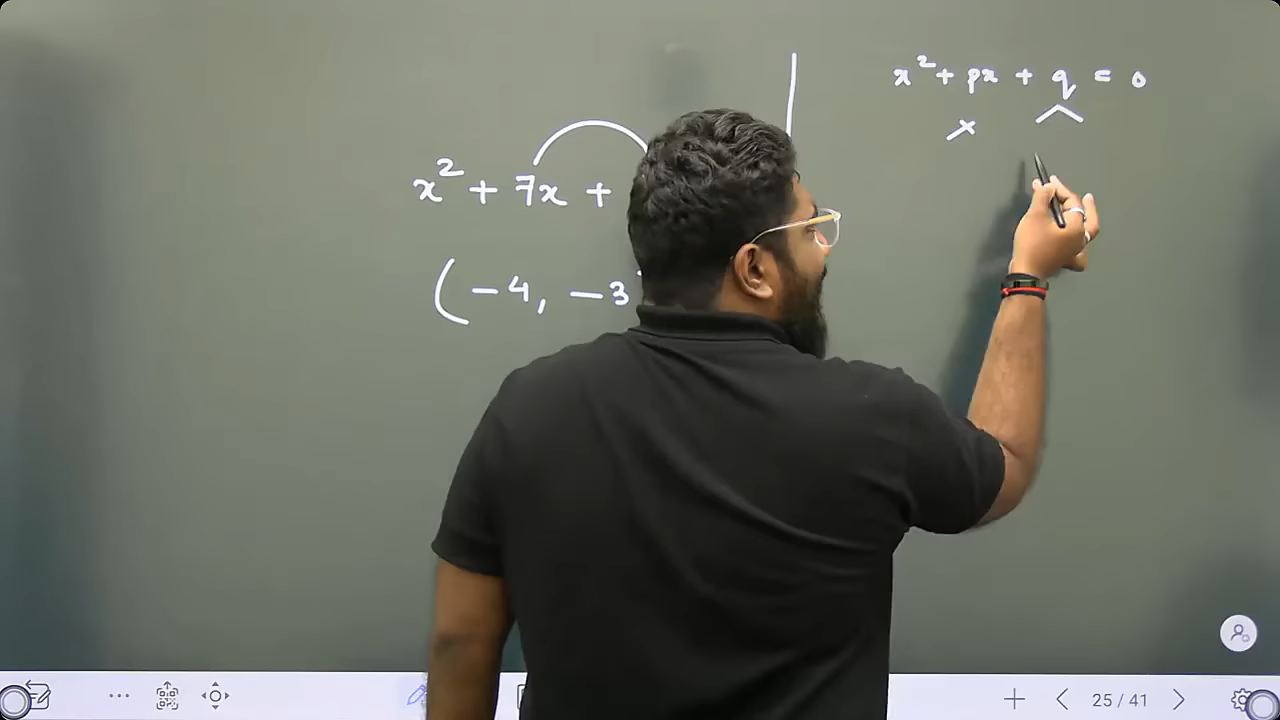 x² + px + q = 0
x² + 7x +
(-4, -3
25 / 41